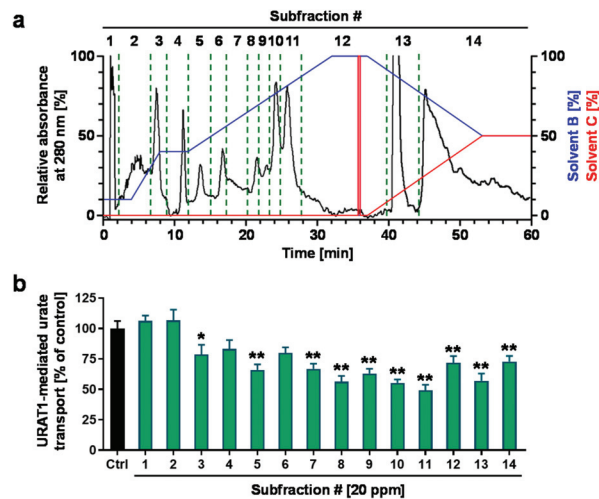 a
Subfraction #
1 2 3 4 5 6 7 8 9 10 11 12 13 14
Relative absorbance
at 280 nm [%]
100
50
0
100
50
0
Solvent B [%]
Solvent C [%]
0 10 20 30 40 50 60
Time [min]
b
URAT1-mediated urate
transport [% of control]
125
100
75
50
25
0
* ** ** ** ** ** ** ** ** **
Ctrl 1 2 3 4 5 6 7 8 9 10 11 12 13 14
Subfraction # [20 ppm]